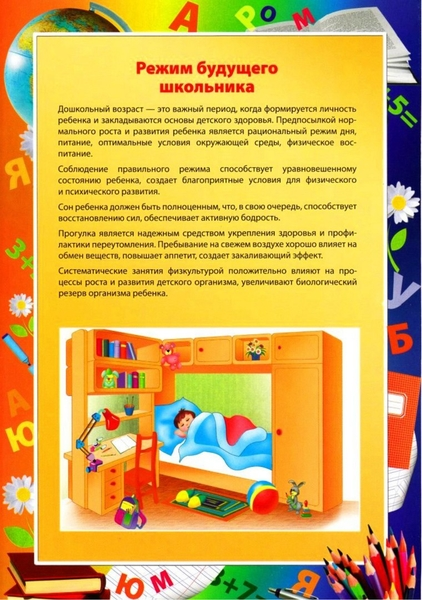 А
Р
О
М
Режим будущего
школьника
Дошкольный возраст — это важный период, когда формируется личность
ребенка и закладываются основы детского здоровья. Предпосылкой нор-
мального роста и развития ребенка является рациональный режим дня,
питание, оптимальные условия окружающей среды, физическое вос-
питание.
Соблюдение правильного режима способствует уравновешенному
состоянию ребенка, создает благоприятные условия для физического
и психического развития.
Сон ребенка должен быть полноценным, что, в свою очередь, способствует
восстановлению сил, обеспечивает активную бодрость.
Прогулка является надежным средством укрепления здоровья и профи-
лактики переутомления. Пребывание на свежем воздухе хорошо влияет на
обмен веществ, повышает аппетит, создает закаливающий эффект.
Систематические занятия физкультурой положительно влияют на про-
цессы роста и развития детского организма, увеличивают биологический
резерв организма ребенка.
Я
У
Б
А
Ю
Ю М
3+7=
Я